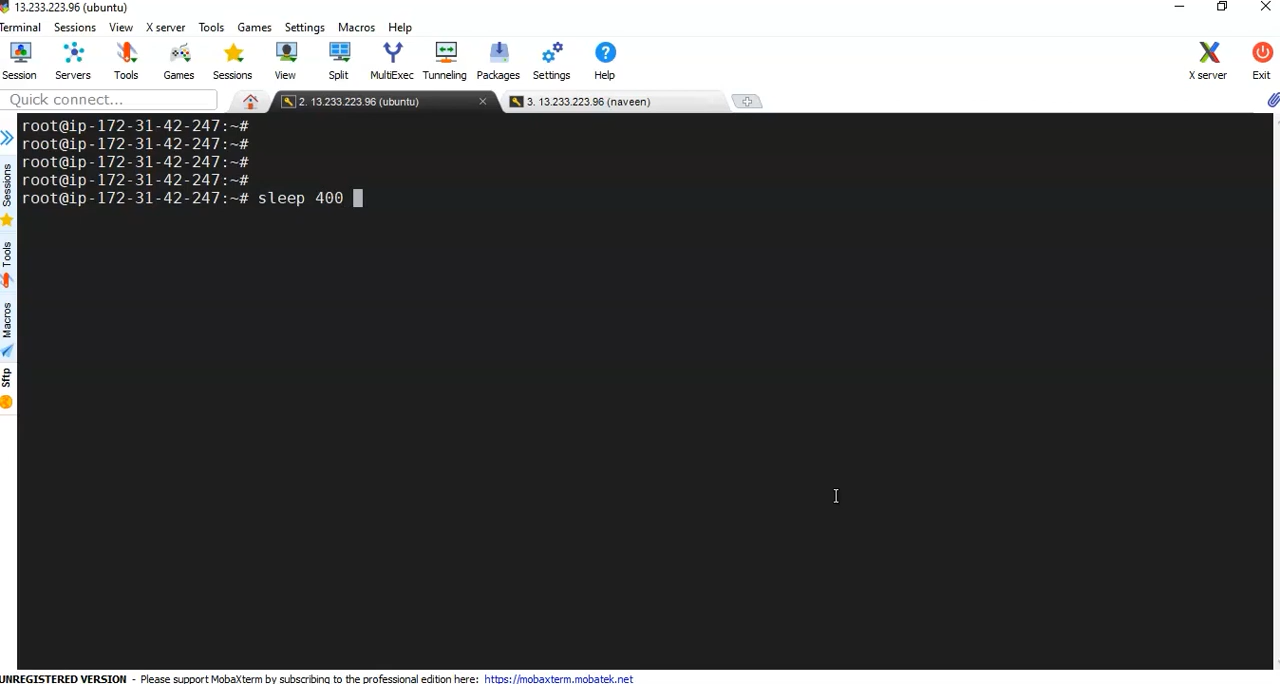 13.233.223.96 (ubuntu)
Terminal Sessions View X server Tools Games Settings Macros Help
Session Servers Tools Games Sessions View Split MultiExec Tunneling Packages Settings Help X server Exit
Quick connect... 2. 13.233.223.96 (ubuntu) 3. 13.233.223.96 (naveen)
root@ip-172-31-42-247:~#
root@ip-172-31-42-247:~#
root@ip-172-31-42-247:~#
root@ip-172-31-42-247:~#
root@ip-172-31-42-247:~# sleep 400
Sessions
Tools
Macros
Sftp
UNREGISTERED VERSION - Please support MobaXterm by subscribing to the professional edition here: https://mobaxterm.mobatek.net